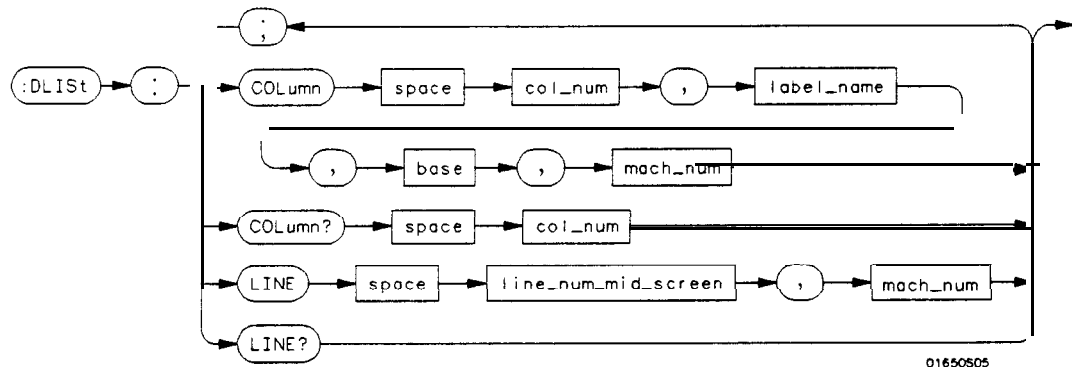 ;
:DLISt : COLumn space col_num , label_name
, base , mach_num
COLumn? space col_num
LINE space line_num_mid_screen , mach_num
LINE?
01650S05